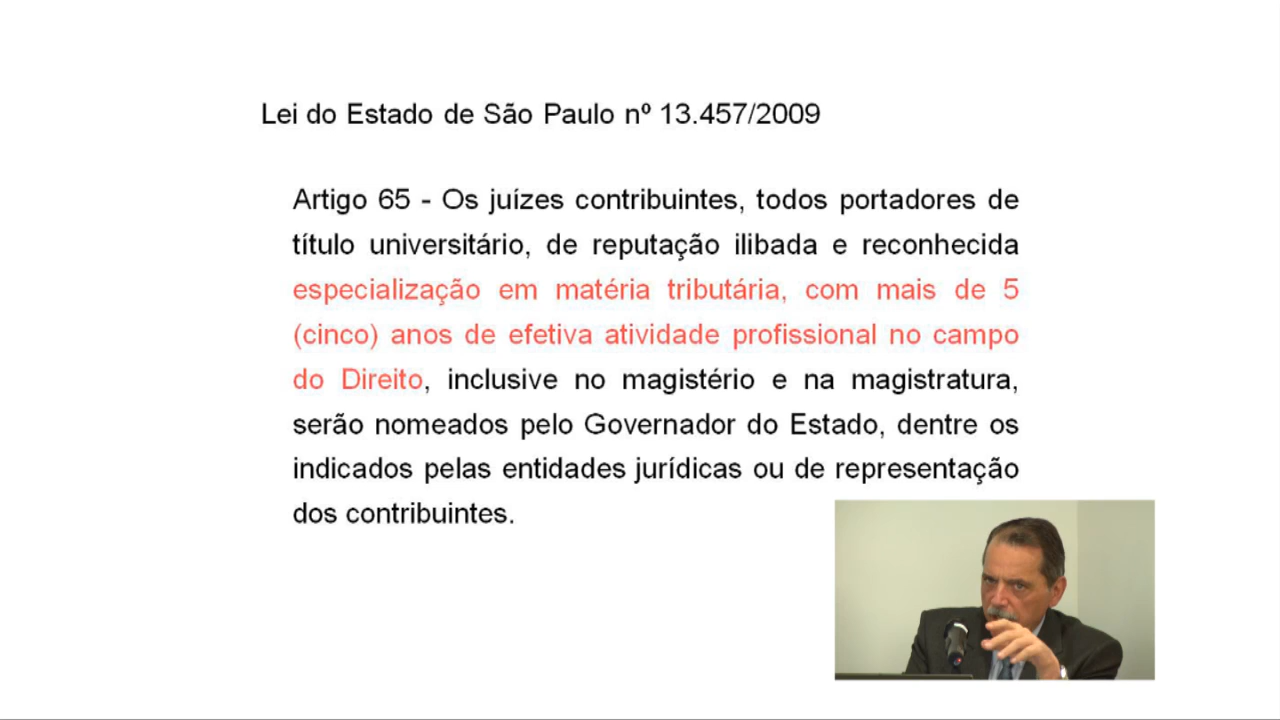 Lei do Estado de São Paulo nº 13.457/2009
Artigo 65 - Os juízes contribuintes, todos portadores de
título universitário, de reputação ilibada e reconhecida
especialização em matéria tributária, com mais de 5
(cinco) anos de efetiva atividade profissional no campo
do Direito, inclusive no magistério e na magistratura,
serão nomeados pelo Governador do Estado, dentre os
indicados pelas entidades jurídicas ou de representação
dos contribuintes.